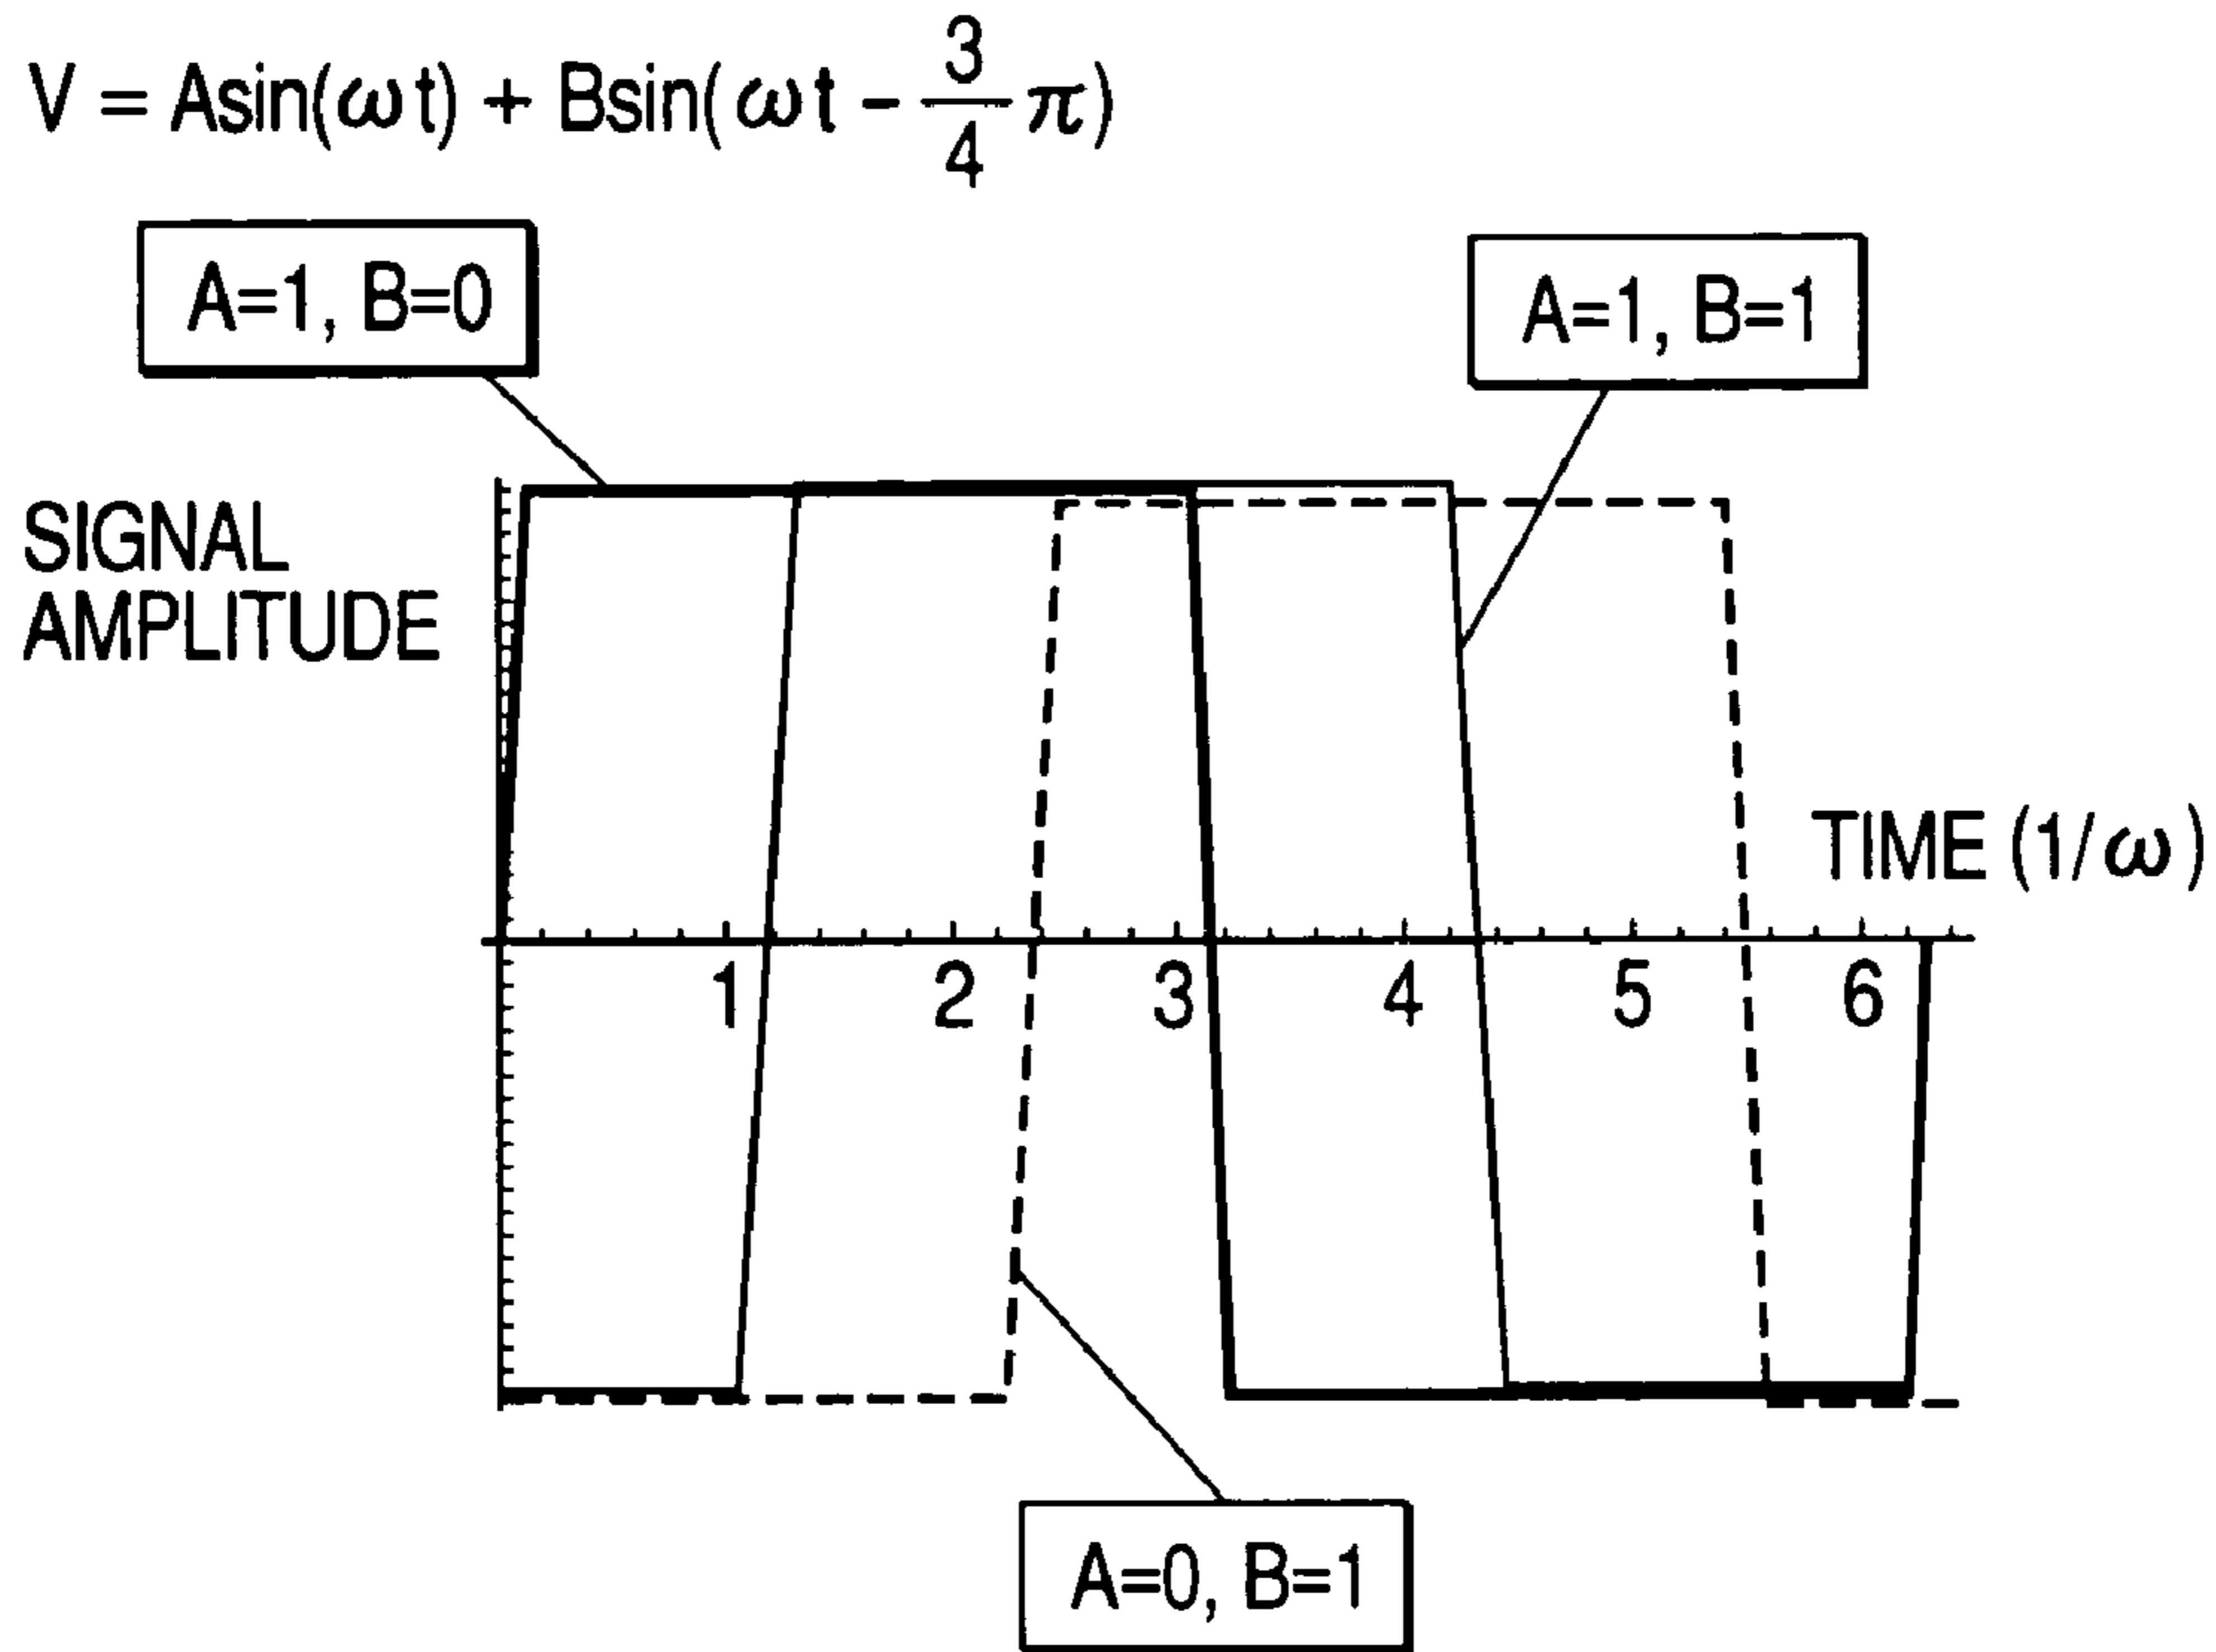 V = Asin(ωt) + Bsin(ωt - 3/4 π)
A=1, B=0
A=1, B=1
SIGNAL
AMPLITUDE
TIME (1/ω)
1 2 3 4 5 6
A=0, B=1